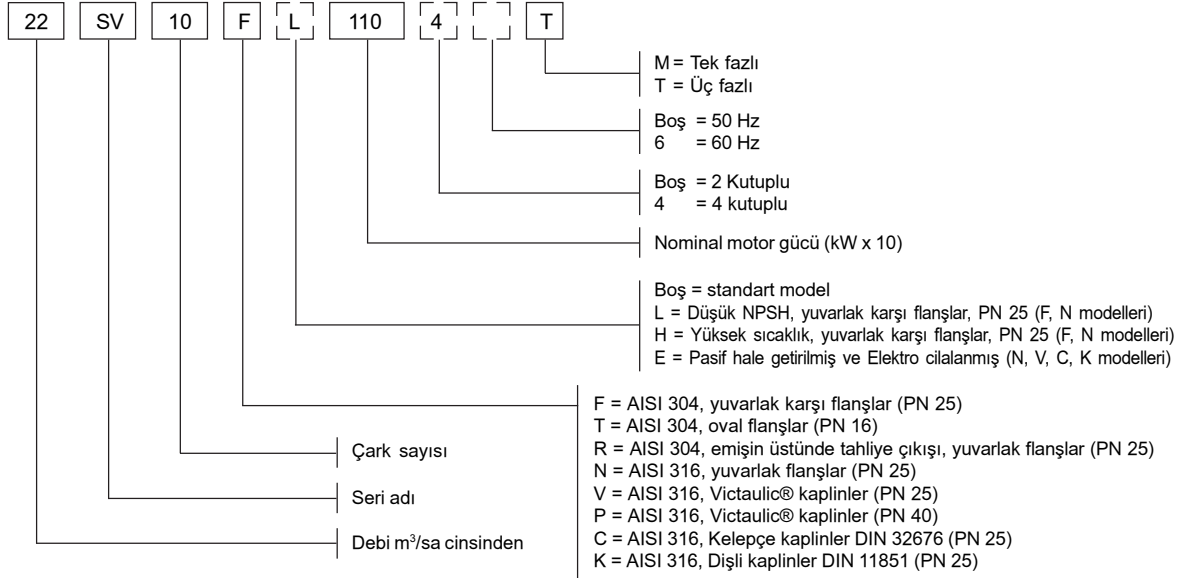 22 SV 10 F L 110 4 T
M = Tek fazlı
T = Üç fazlı
Boş = 50 Hz
6 = 60 Hz
Boş = 2 Kutuplu
4 = 4 kutuplu
Nominal motor gücü (kW x 10)
Boş = standart model
L = Düşük NPSH, yuvarlak karşı flanşlar, PN 25 (F, N modelleri)
H = Yüksek sıcaklık, yuvarlak karşı flanşlar, PN 25 (F, N modelleri)
E = Pasif hale getirilmiş ve Elektro cilalanmış (N, V, C, K modelleri)
F = AISI 304, yuvarlak karşı flanşlar (PN 25)
T = AISI 304, oval flanşlar (PN 16)
R = AISI 304, emişin üstünde tahliye çıkışı, yuvarlak flanşlar (PN 25)
N = AISI 316, yuvarlak flanşlar (PN 25)
V = AISI 316, Victaulic® kaplinler (PN 25)
P = AISI 316, Victaulic® kaplinler (PN 40)
C = AISI 316, Kelepçe kaplinler DIN 32676 (PN 25)
K = AISI 316, Dişli kaplinler DIN 11851 (PN 25)
Çark sayısı
Seri adı
Debi m³/sa cinsinden